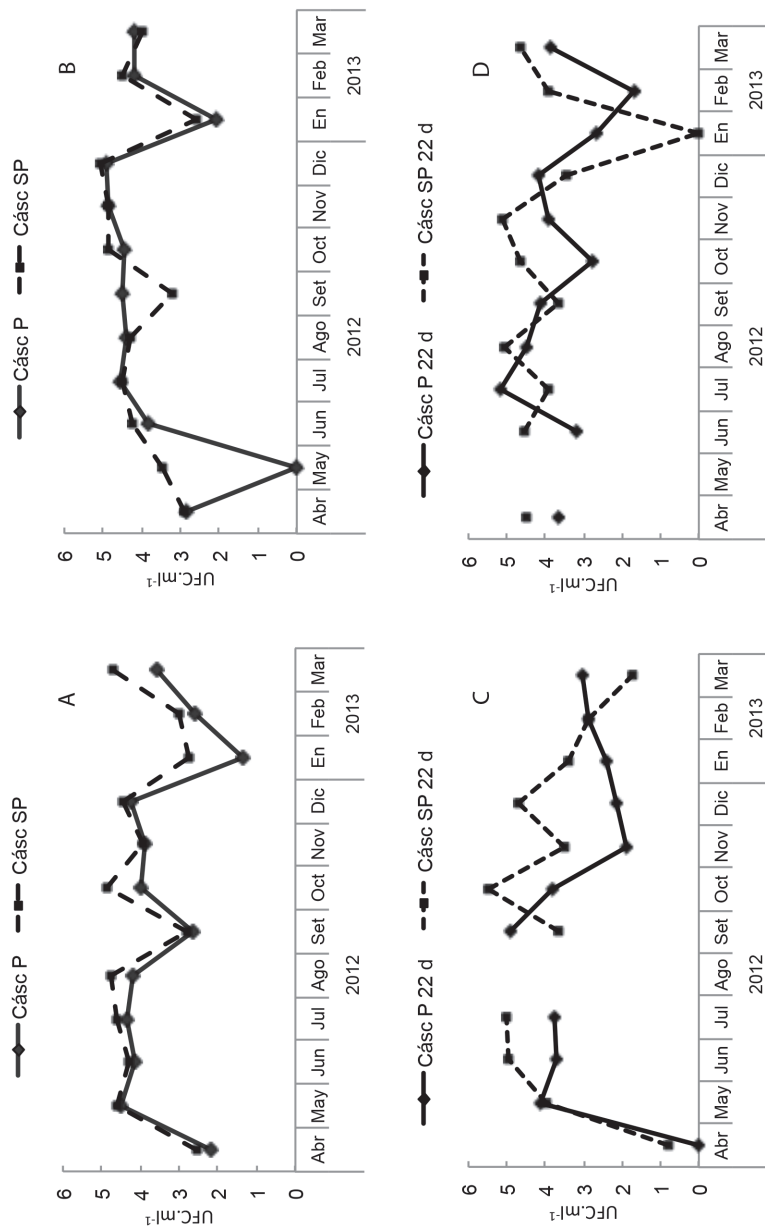 Cásc P Cásc SP
A
6
5
4
3
2
1
0
UFC.ml⁻¹
Abr May Jun Jul Ago Set Oct Nov Dic En Feb Mar
2012 2013
Cásc P Cásc SP
B
6
5
4
3
2
1
0
UFC.ml⁻¹
Abr May Jun Jul Ago Set Oct Nov Dic En Feb Mar
2012 2013
Cásc P 22 d Cásc SP 22 d
C
6
5
4
3
2
1
0
UFC.ml⁻¹
Abr May Jun Jul Ago Set Oct Nov Dic En Feb Mar
2012 2013
Cásc P 22 d Cásc SP 22 d
D
6
5
4
3
2
1
0
UFC.ml⁻¹
Abr May Jun Jul Ago Set Oct Nov Dic En Feb Mar
2012 2013